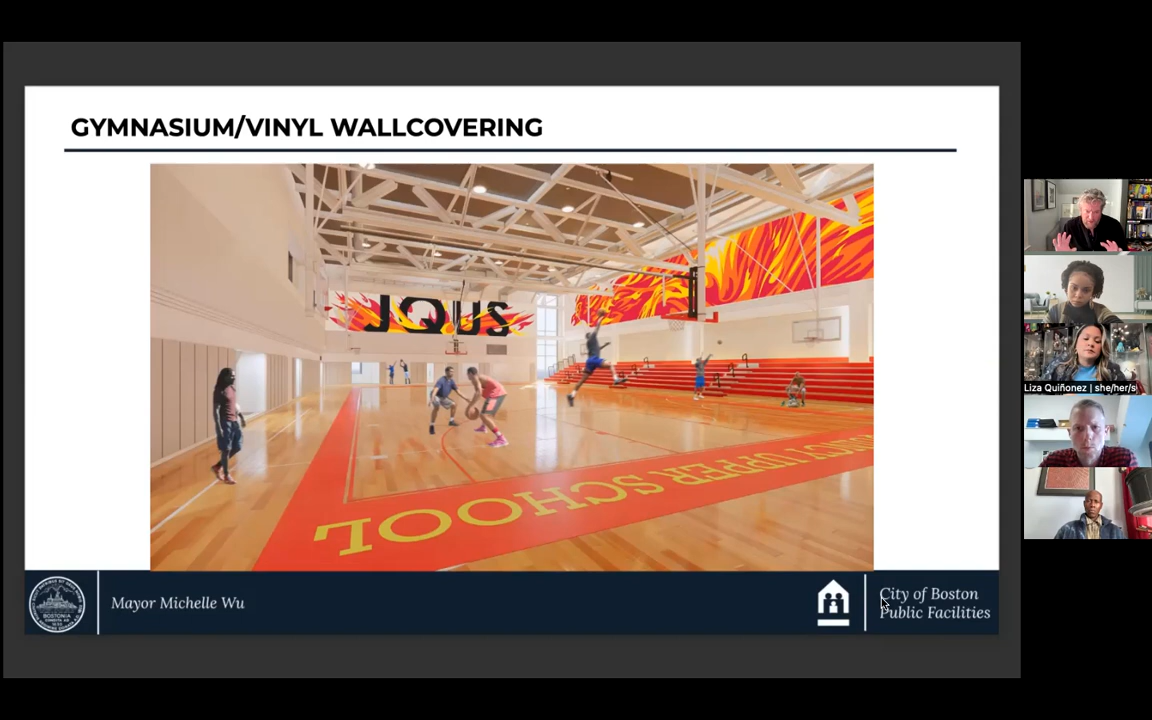 GYMNASIUM/VINYL WALLCOVERING
JQUS
UPPER SCHOOL
Liza Quiñonez | she/her/s
Mayor Michelle Wu
City of Boston
Public Facilities